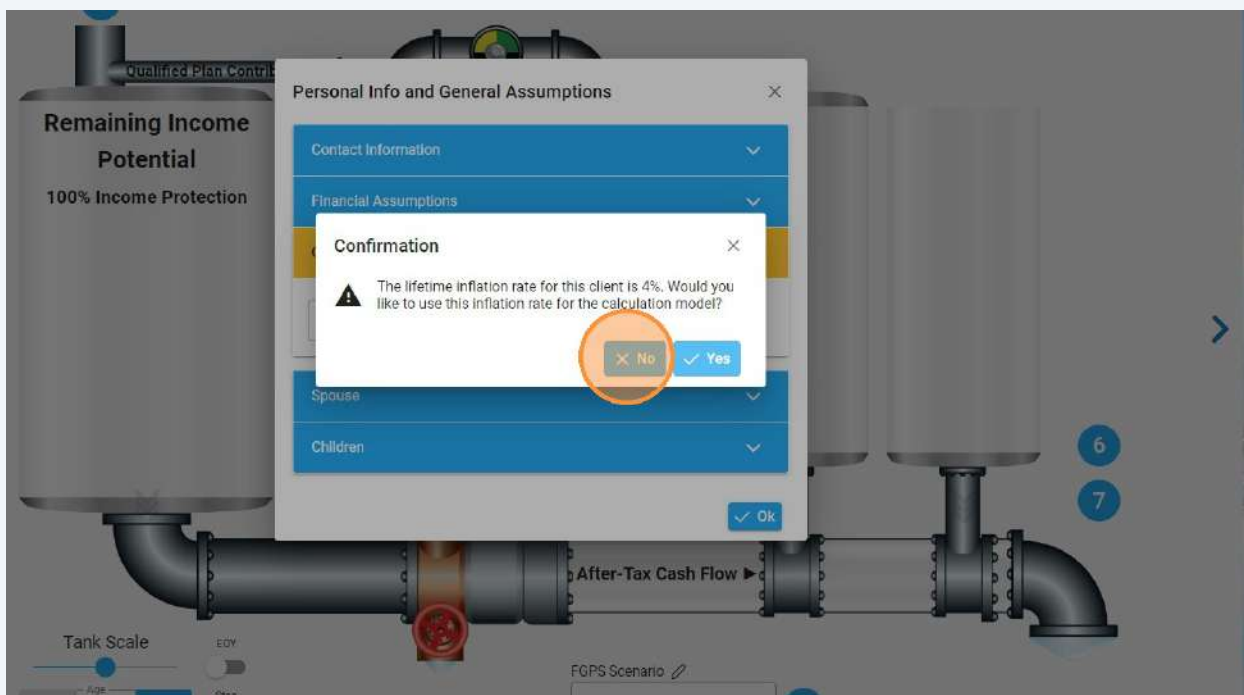 Qualified Plan Contrib
Remaining Income
Potential
100% Income Protection
Personal Info and General Assumptions
Contact Information
Financial Assumptions
Confirmation
The lifetime inflation rate for this client is 4%. Would you
like to use this inflation rate for the calculation model?
No
Yes
Spouse
Children
6
7
Ok
After-Tax Cash Flow ►
Tank Scale
EOY
Age
FGPS Scenario